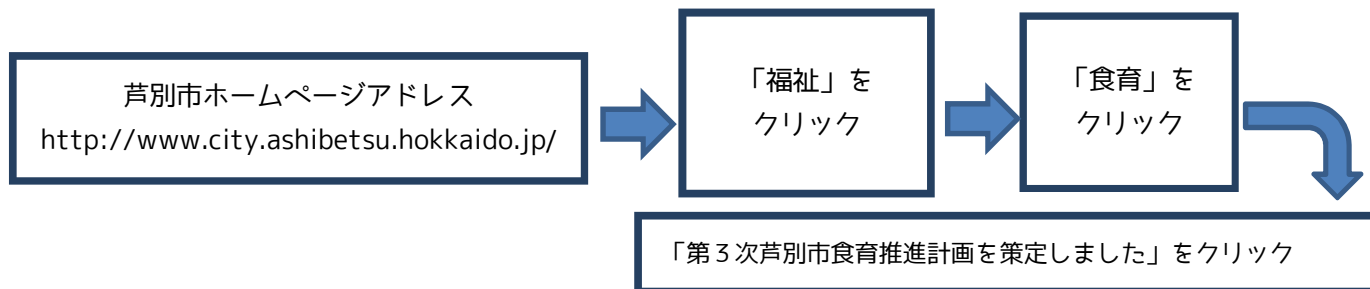 芦別市ホームページアドレス
http://www.city.ashibetsu.hokkaido.jp/
「福祉」を
クリック
「食育」を
クリック
「第３次芦別市食育推進計画を策定しました」をクリック